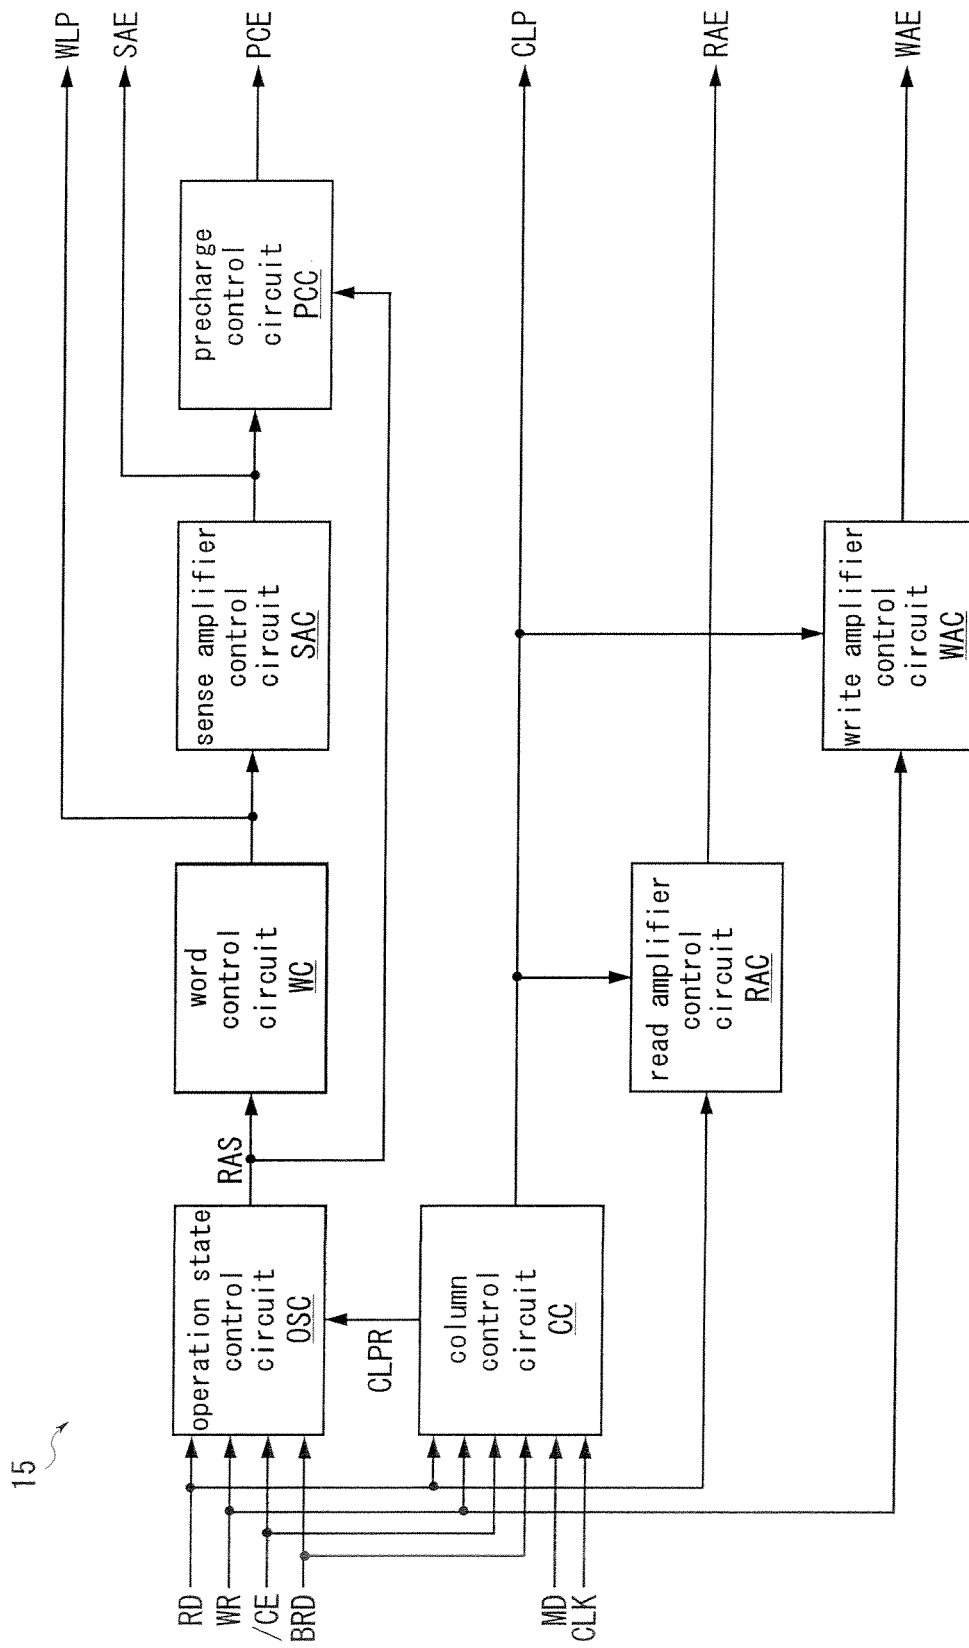 15
RD
WR
/CE
BRD
MD
CLK
operation state
control
circuit
OSC
RAS
CLPR
column
control
circuit
CC
word
control
circuit
WC
sense amplifier
control
circuit
SAC
precharge
control
circuit
PCC
read amplifier
control
circuit
RAC
write amplifier
control
circuit
WAC
WLP
SAE
PCE
CLP
RAE
WAE